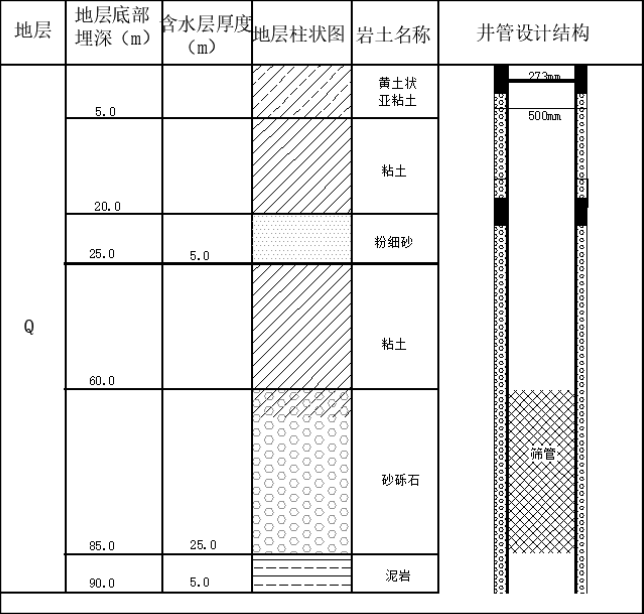 地层
地层底部
埋深（m）
含水层厚度
（m）
地层柱状图
岩土名称
井管设计结构
Q
5.0
黄土状
亚粘土
273mm
500mm
20.0
粘土
25.0
5.0
粉细砂
60.0
粘土
85.0
25.0
砂砾石
筛管
90.0
5.0
泥岩